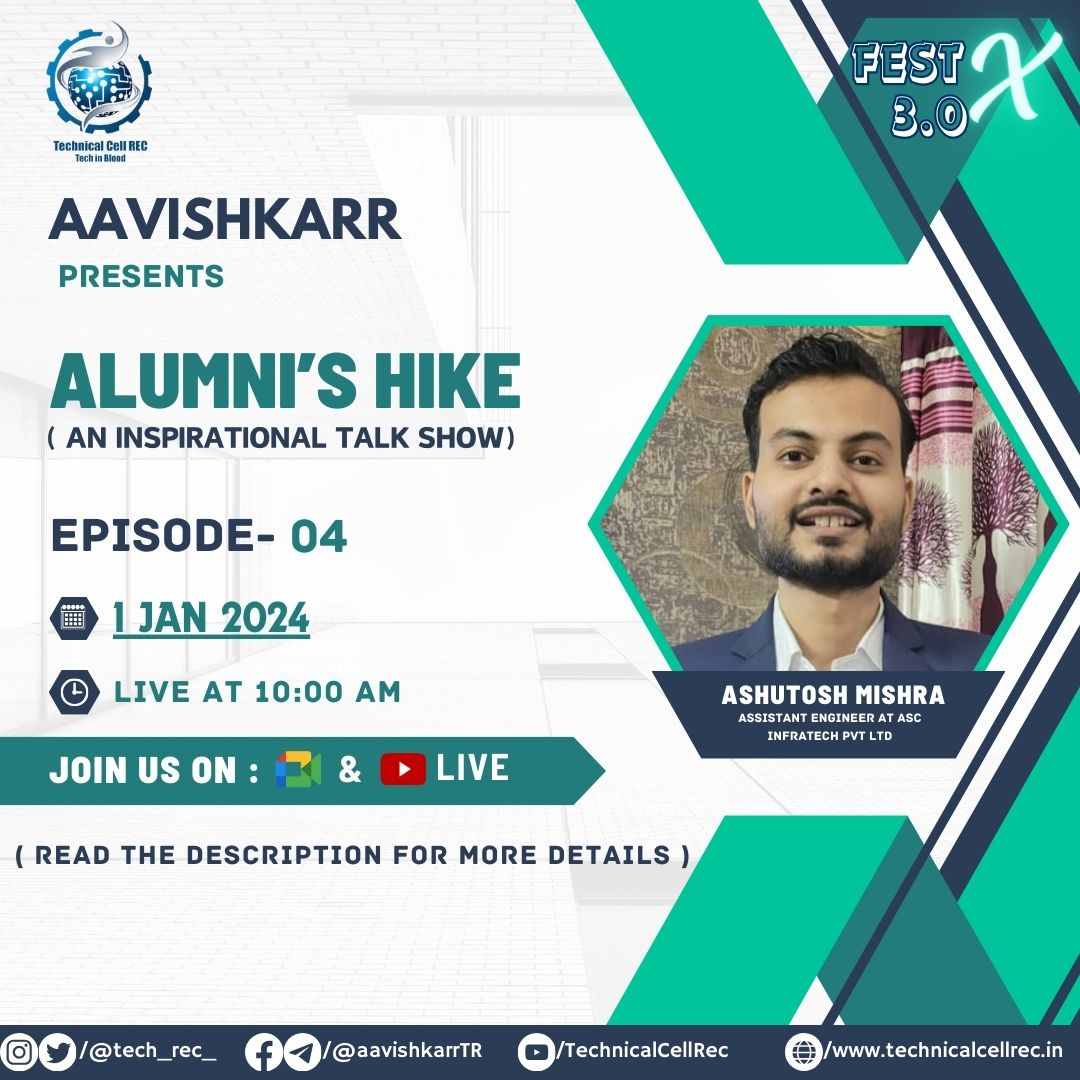 Technical Cell REC
Tech in Blood
FEST X
3.0
AAVISHKARR
PRESENTS
ALUMNI'S HIKE
( AN INSPIRATIONAL TALK SHOW)
EPISODE- 04
1 JAN 2024
LIVE AT 10:00 AM
ASHUTOSH MISHRA
ASSISTANT ENGINEER AT ASC
INFRATECH PVT LTD
JOIN US ON : & LIVE
( READ THE DESCRIPTION FOR MORE DETAILS )
/@tech_rec_ /@aavishkarrTR /TechnicalCellRec /www.technicalcellrec.in